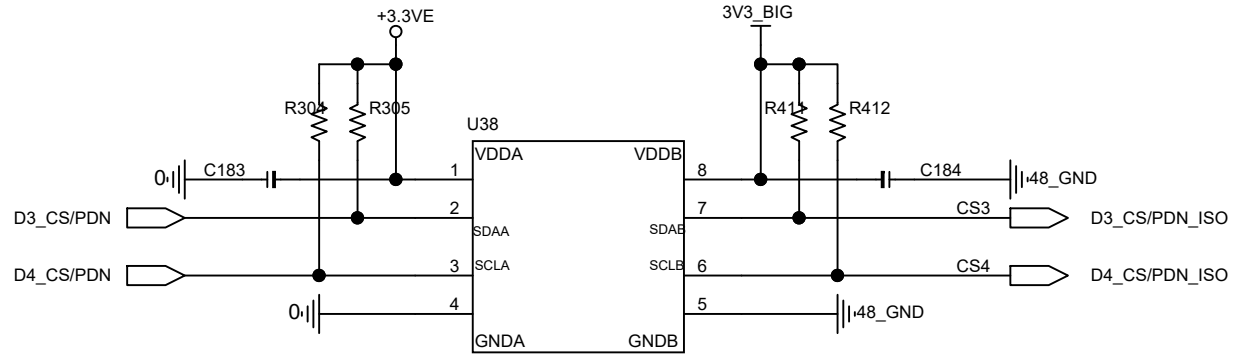 +3.3VE
3V3_BIG
R304
R305
R411
R412
U38
VDDA
VDDB
0
C183
1
8
C184
48_GND
D3_CS/PDN
2
SDAA
SDAB
7
CS3
D3_CS/PDN_ISO
D4_CS/PDN
3
SCLA
SCLB
6
CS4
D4_CS/PDN_ISO
0
4
5
48_GND
GNDA
GNDB